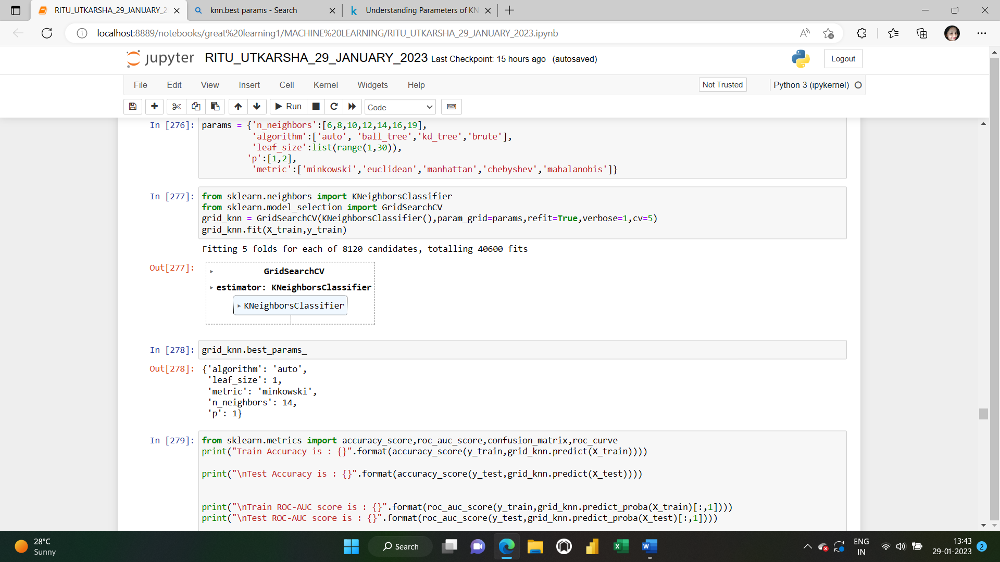 RITU_UTKARSHA_29_JANUARY_2
knn.best params - Search
Understanding Parameters of KN
localhost:8889/notebooks/great%20learning1/MACHINE%20LEARNING/RITU_UTKARSHA_29_JANUARY_2023.ipynb
jupyter RITU_UTKARSHA_29_JANUARY_2023 Last Checkpoint: 15 hours ago (autosaved)
Logout
File Edit View Insert Cell Kernel Widgets Help
Not Trusted
Python 3 (ipykernel)
Run
Code
In [276]: params = {'n_neighbors':[6,8,10,12,14,16,19],
'algorithm':['auto', 'ball_tree','kd_tree','brute'],
'leaf_size':list(range(1,30)),
'p':[1,2],
'metric':['minkowski','euclidean','manhattan','chebyshev','mahalanobis']}
In [277]: from sklearn.neighbors import KNeighborsClassifier
from sklearn.model_selection import GridSearchCV
grid_knn = GridSearchCV(KNeighborsClassifier(),param_grid=params,refit=True,verbose=1,cv=5)
grid_knn.fit(X_train,y_train)
Fitting 5 folds for each of 8120 candidates, totalling 40600 fits
Out[277]: GridSearchCV
estimator: KNeighborsClassifier
KNeighborsClassifier
In [278]: grid_knn.best_params_
Out[278]: {'algorithm': 'auto',
'leaf_size': 1,
'metric': 'minkowski',
'n_neighbors': 14,
'p': 1}
In [279]: from sklearn.metrics import accuracy_score,roc_auc_score,confusion_matrix,roc_curve
print("Train Accuracy is : {}".format(accuracy_score(y_train,grid_knn.predict(X_train))))
print("\nTest Accuracy is : {}".format(accuracy_score(y_test,grid_knn.predict(X_test))))
print("\nTrain ROC-AUC score is : {}".format(roc_auc_score(y_train,grid_knn.predict_proba(X_train)[:,1])))
print("\nTest ROC-AUC score is : {}".format(roc_auc_score(y_test,grid_knn.predict_proba(X_test)[:,1])))
28°C
Sunny
Search
ENG
IN
13:43
29-01-2023
2